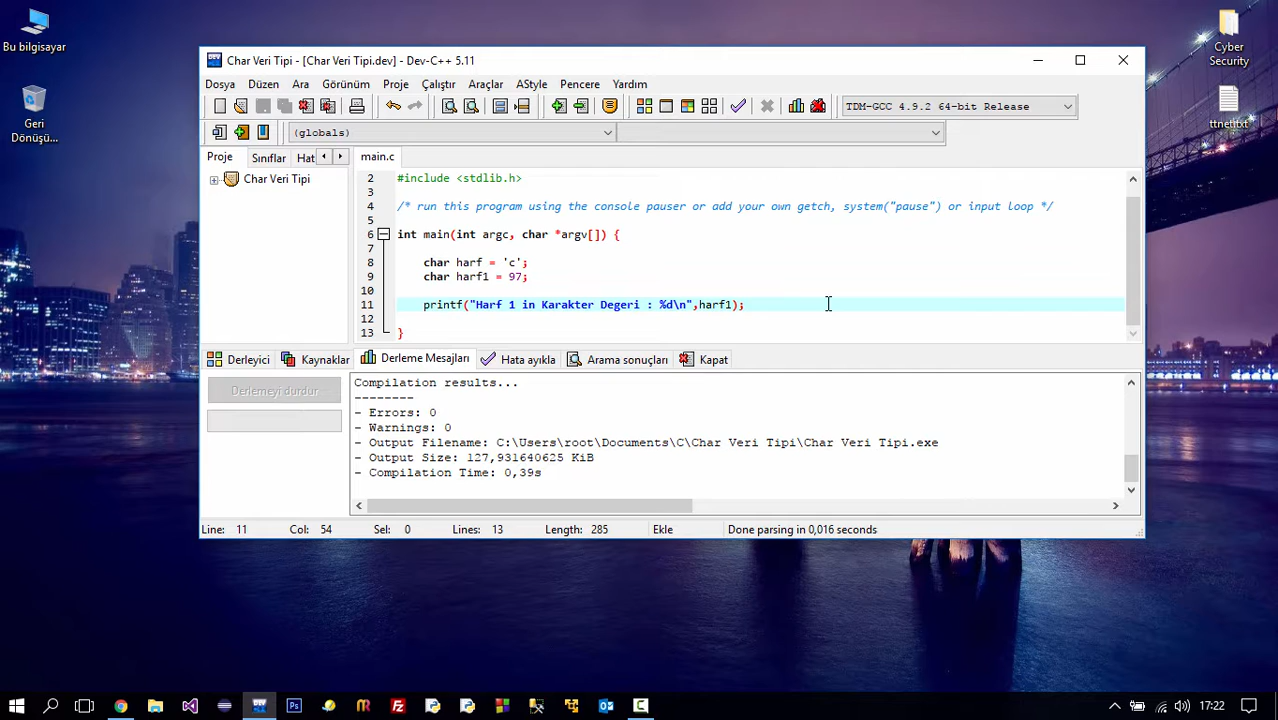 Bu bilgisayar
Geri
Dönüşü...
Cyber
Security
ttnet.txt
Char Veri Tipi - [Char Veri Tipi.dev] - Dev-C++ 5.11
Dosya Düzen Ara Görünüm Proje Çalıştır Araçlar AStyle Pencere Yardım
TDM-GCC 4.9.2 64-bit Release
(globals)
Proje Sınıflar Hat
main.c
Char Veri Tipi
2 #include <stdlib.h>
3
4 /* run this program using the console pauser or add your own getch, system("pause") or input loop */
5
6 int main(int argc, char *argv[]) {
7
8 char harf = 'c';
9 char harf1 = 97;
10
11 printf("Harf 1 in Karakter Degeri : %d\n",harf1);
12
13 }
Derleyici Kaynaklar Derleme Mesajları Hata ayıkla Arama sonuçları Kapat
Derlemeyi durdur
Compilation results...
--------
- Errors: 0
- Warnings: 0
- Output Filename: C:\Users\root\Documents\C\Char Veri Tipi\Char Veri Tipi.exe
- Output Size: 127,931640625 KiB
- Compilation Time: 0,39s
Line: 11 Col: 54 Sel: 0 Lines: 13 Length: 285 Ekle Done parsing in 0,016 seconds
17:22